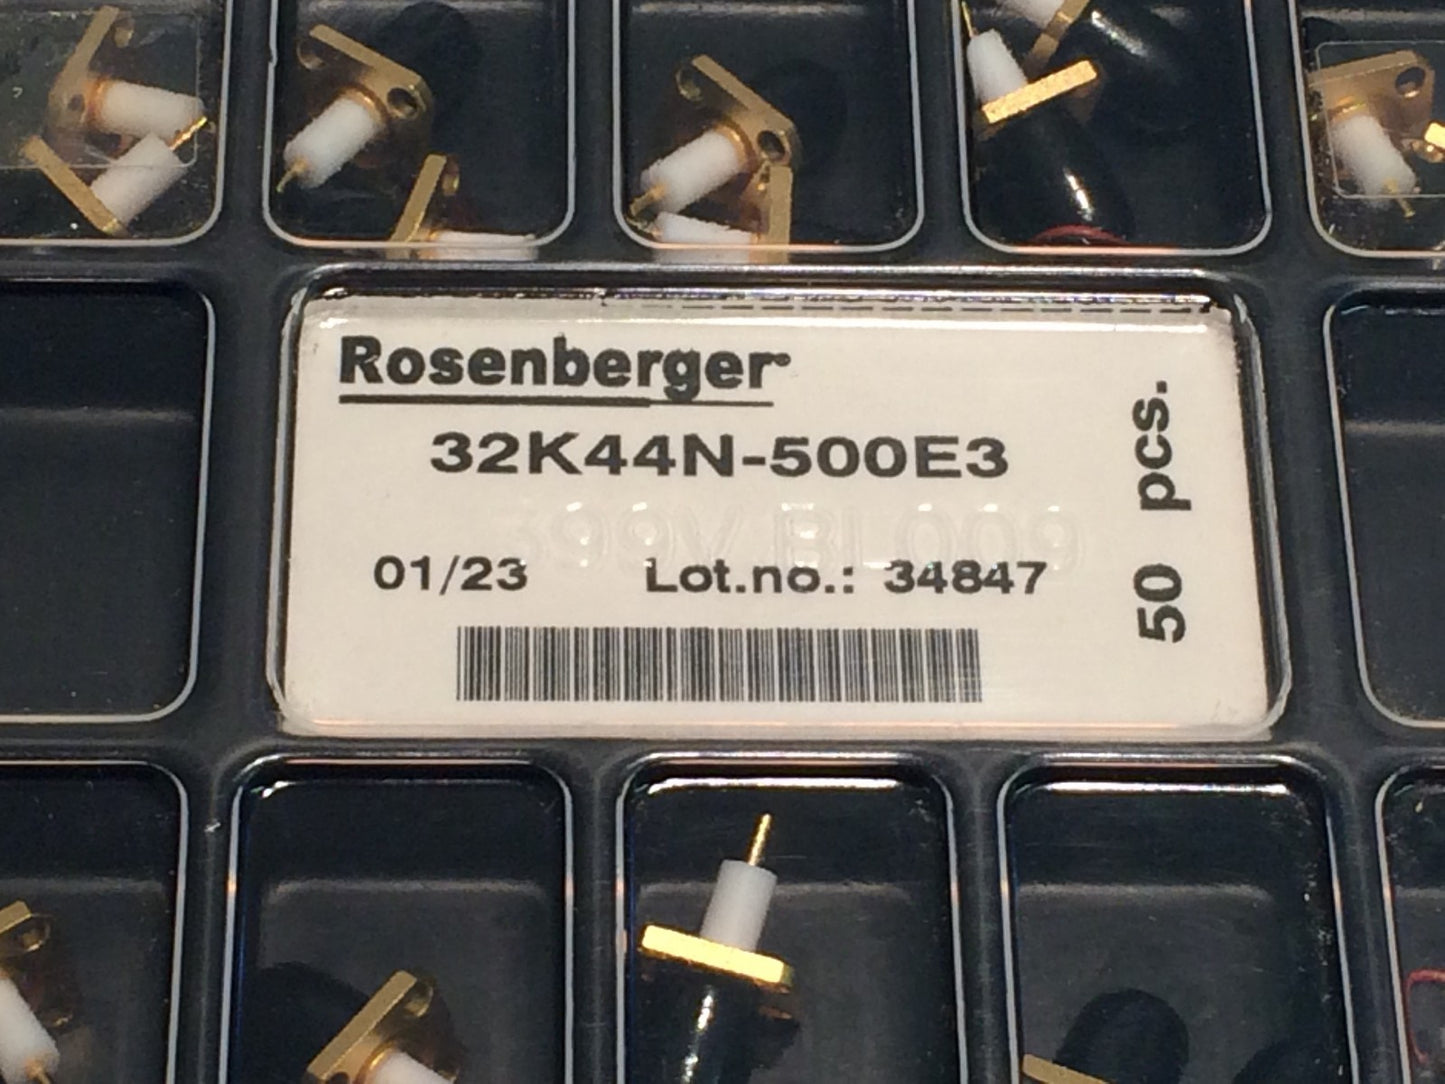 Rosenberger
32K44N-500E3
01/23 Lot.no.: 34847
50 pcs.